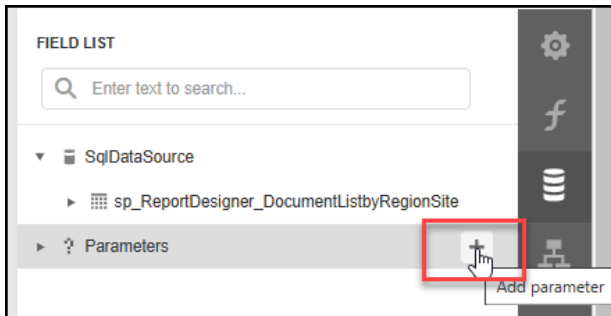 FIELD LIST
Enter text to search...
SqlDataSource
sp_ReportDesigner_DocumentListbyRegionSite
? Parameters +
Add parameter